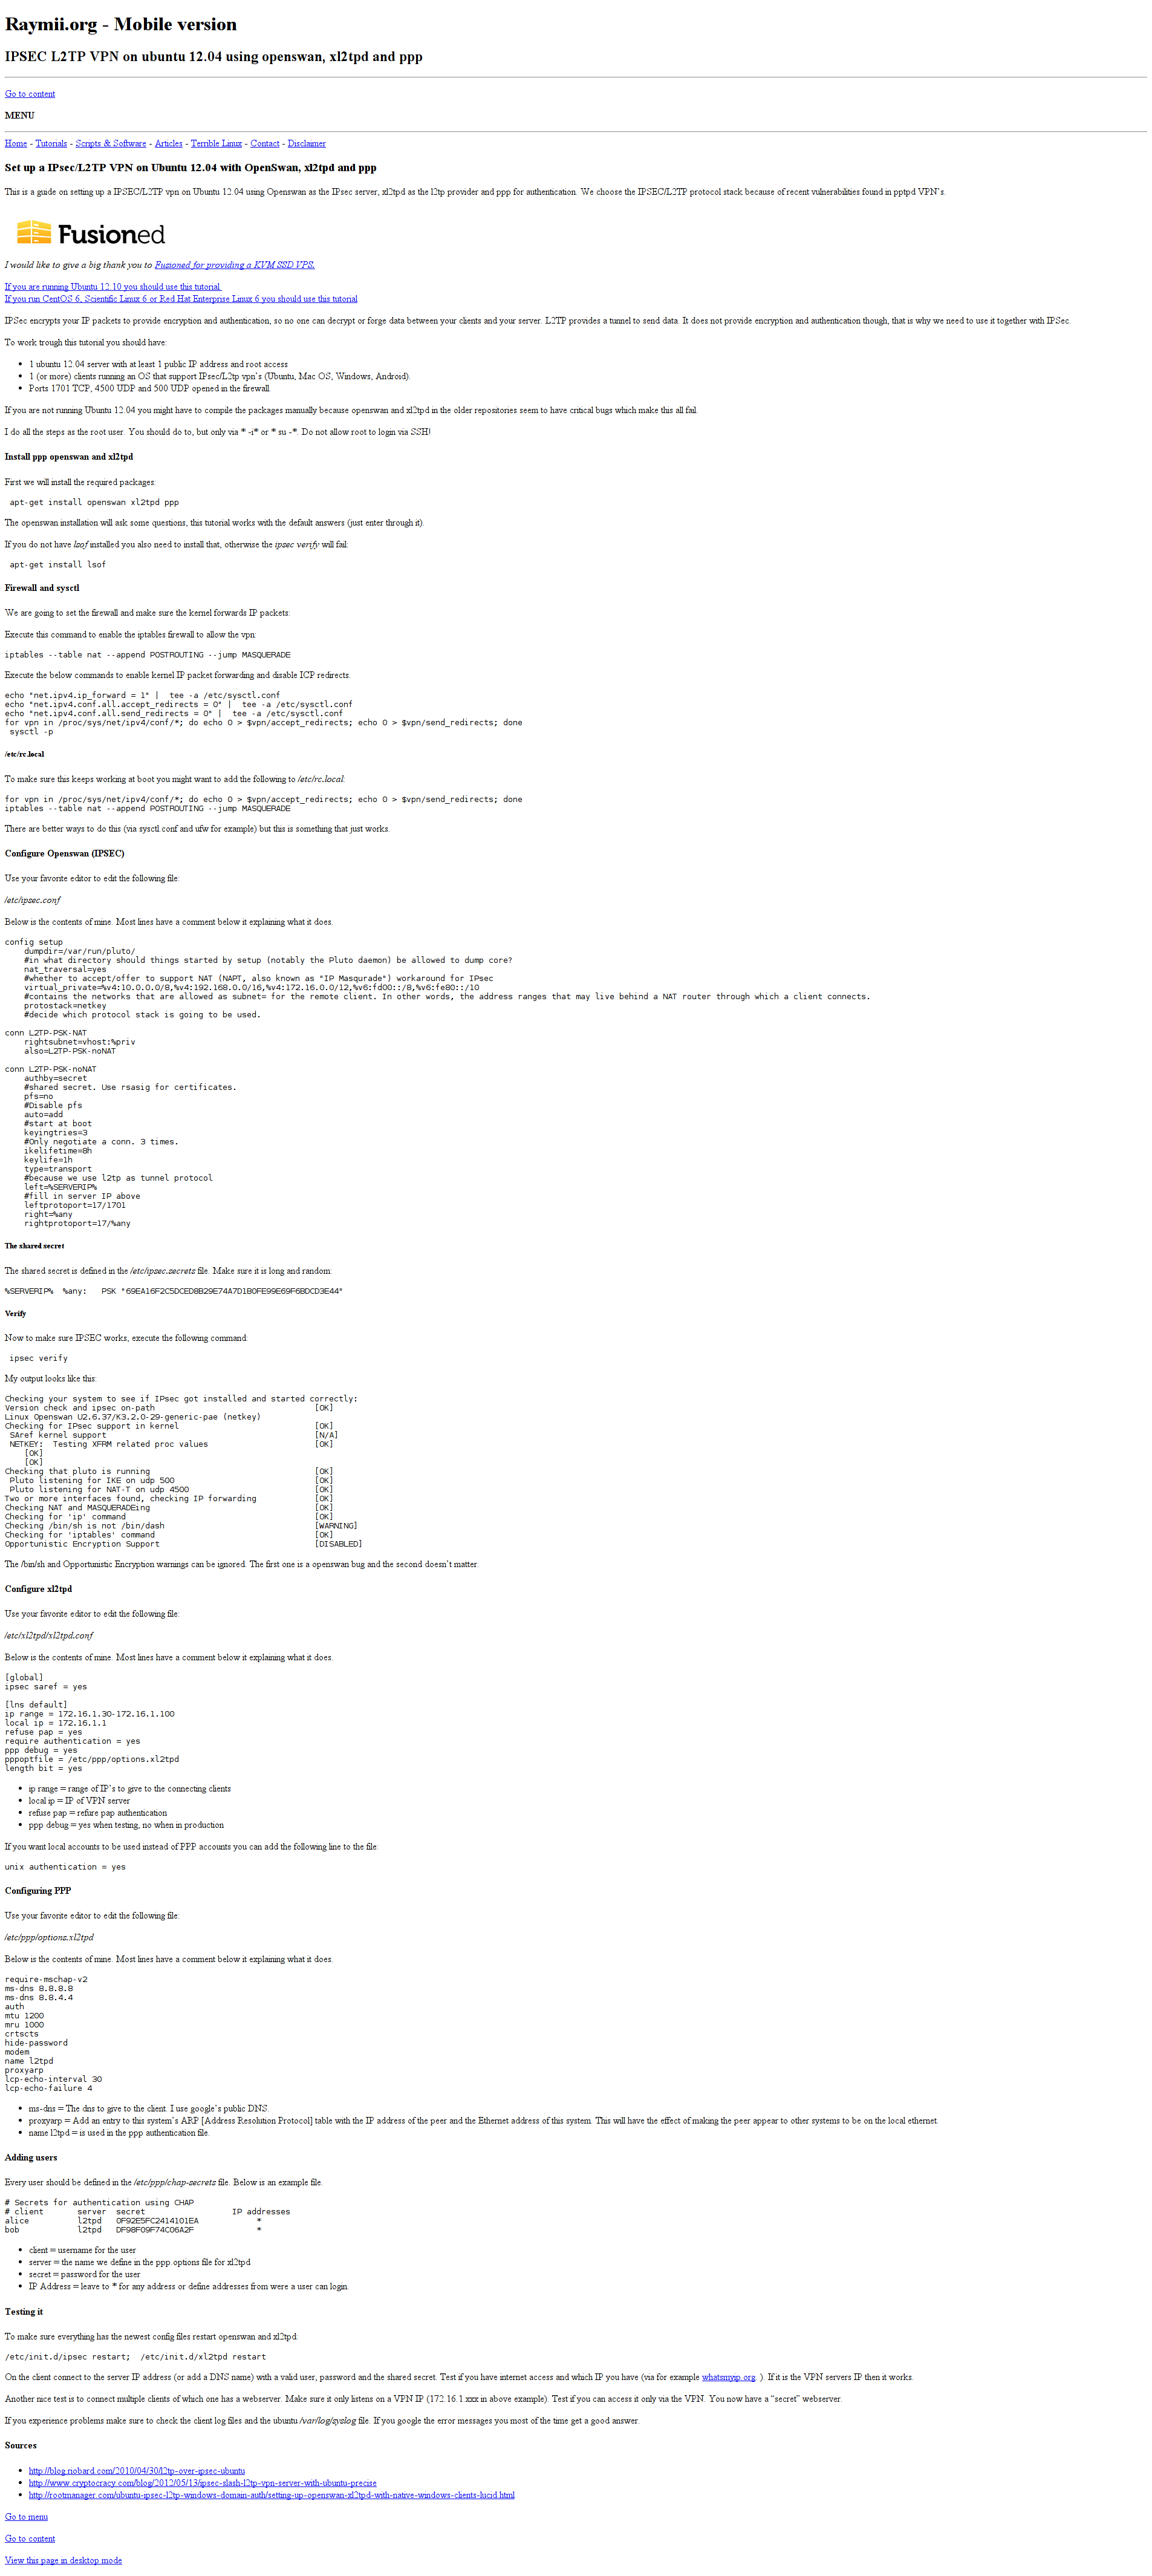 Raymii.org - Mobile version
IPSEC L2TP VPN on ubuntu 12.04 using openswan, xl2tpd and ppp
Go to content
MENU
Home - Tutorials - Scripts & Software - Articles - Terrible Linux - Contact - Disclaimer
Set up a IPsec/L2TP VPN on Ubuntu 12.04 with OpenSwan, xl2tpd and ppp
This is a guide on setting up a IPSEC/L2TP vpn on Ubuntu 12.04 using Openswan as the IPsec server, xl2tpd as the l2tp provider and ppp for authentication. We choose the IPSEC/L2TP protocol stack because of recent vulnerabilities found in pptpd VPN's.
Fusioned
I would like to give a big thank you to Fusioned for providing a KVM SSD VPS.
If you are running Ubuntu 12.10 you should use this tutorial.
If you run CentOS 6, Scientific Linux 6 or Red Hat Enterprise Linux 6 you should use this tutorial
IPSec encrypts your IP packets to provide encryption and authentication, so no one can decrypt or forge data between your clients and your server. L2TP provides a tunnel to send data. It does not provide encryption and authentication though, that is why we need to use it together with IPSec.
To work trough this tutorial you should have:
• 1 ubuntu 12.04 server with at least 1 public IP address and root access
• 1 (or more) clients running an OS that support IPsec/L2tp vpn's (Ubuntu, Mac OS, Windows, Android).
• Ports 1701 TCP, 4500 UDP and 500 UDP opened in the firewall.
If you are not running Ubuntu 12.04 you might have to compile the packages manually because openswan and xl2tpd in the older repositories seem to have critical bugs which make this all fail.
I do all the steps as the root user. You should do to, but only via * -i* or * su -*. Do not allow root to login via SSH!
Install ppp openswan and xl2tpd
First we will install the required packages:
apt-get install openswan xl2tpd ppp
The openswan installation will ask some questions, this tutorial works with the default answers (just enter through it).
If you do not have lsof installed you also need to install that, otherwise the ipsec verify will fail:
apt-get install lsof
Firewall and sysctl
We are going to set the firewall and make sure the kernel forwards IP packets:
Execute this command to enable the iptables firewall to allow the vpn:
iptables --table nat --append POSTROUTING --jump MASQUERADE
Execute the below commands to enable kernel IP packet forwarding and disable ICP redirects.
echo "net.ipv4.ip_forward = 1" |  tee -a /etc/sysctl.conf
echo "net.ipv4.conf.all.accept_redirects = 0" |  tee -a /etc/sysctl.conf
echo "net.ipv4.conf.all.send_redirects = 0" |  tee -a /etc/sysctl.conf
for vpn in /proc/sys/net/ipv4/conf/*; do echo 0 > $vpn/accept_redirects; echo 0 > $vpn/send_redirects; done
sysctl -p
/etc/rc.local
To make sure this keeps working at boot you might want to add the following to /etc/rc.local:
for vpn in /proc/sys/net/ipv4/conf/*; do echo 0 > $vpn/accept_redirects; echo 0 > $vpn/send_redirects; done
iptables --table nat --append POSTROUTING --jump MASQUERADE
There are better ways to do this (via sysctl.conf and ufw for example) but this is something that just works.
Configure Openswan (IPSEC)
Use your favorite editor to edit the following file:
/etc/ipsec.conf
Below is the contents of mine. Most lines have a comment below it explaining what it does.
config setup
dumpdir=/var/run/pluto/
#in what directory should things started by setup (notably the Pluto daemon) be allowed to dump core?
nat_traversal=yes
#whether to accept/offer to support NAT (NAPT, also known as "IP Masqurade") workaround for IPsec
virtual_private=%v4:10.0.0.0/8,%v4:192.168.0.0/16,%v4:172.16.0.0/12,%v6:fd00::/8,%v6:fe80::/10
#contains the networks that are allowed as subnet= for the remote client. In other words, the address ranges that may live behind a NAT router through which a client connects.
protostack=netkey
#decide which protocol stack is going to be used.
conn L2TP-PSK-NAT
rightsubnet=vhost:%priv
also=L2TP-PSK-noNAT
conn L2TP-PSK-noNAT
authby=secret
#shared secret. Use rsasig for certificates.
pfs=no
#Disable pfs
auto=add
#start at boot
keyingtries=3
#Only negotiate a conn. 3 times.
ikelifetime=8h
keylife=1h
type=transport
#because we use l2tp as tunnel protocol
left=%SERVERIP%
#fill in server IP above
leftprotoport=17/1701
right=%any
rightprotoport=17/%any
The shared secret
The shared secret is defined in the /etc/ipsec.secrets file. Make sure it is long and random:
%SERVERIP%  %any:   PSK "69EA16F2C5DCED8B29E74A7D1B0FE99E69F6BDCD3E44"
Verify
Now to make sure IPSEC works, execute the following command:
ipsec verify
My output looks like this:
Checking your system to see if IPsec got installed and started correctly:
Version check and ipsec on-path [OK]
Linux Openswan U2.6.37/K3.2.0-29-generic-pae (netkey)
Checking for IPsec support in kernel [OK]
SAref kernel support [N/A]
NETKEY:  Testing XFRM related proc values [OK]
[OK]
[OK]
Checking that pluto is running [OK]
Pluto listening for IKE on udp 500 [OK]
Pluto listening for NAT-T on udp 4500 [OK]
Two or more interfaces found, checking IP forwarding [OK]
Checking NAT and MASQUERADEing [OK]
Checking for 'ip' command [OK]
Checking /bin/sh is not /bin/dash [WARNING]
Checking for 'iptables' command [OK]
Opportunistic Encryption Support [DISABLED]
The /bin/sh and Opportunistic Encryption warnings can be ignored. The first one is a openswan bug and the second doesn't matter.
Configure xl2tpd
Use your favorite editor to edit the following file:
/etc/xl2tpd/xl2tpd.conf
Below is the contents of mine. Most lines have a comment below it explaining what it does.
[global]
ipsec saref = yes
[lns default]
ip range = 172.16.1.30-172.16.1.100
local ip = 172.16.1.1
refuse pap = yes
require authentication = yes
ppp debug = yes
pppoptfile = /etc/ppp/options.xl2tpd
length bit = yes
• ip range = range of IP's to give to the connecting clients
• local ip = IP of VPN server
• refuse pap = refure pap authentication
• ppp debug = yes when testing, no when in production
If you want local accounts to be used instead of PPP accounts you can add the following line to the file:
unix authentication = yes
Configuring PPP
Use your favorite editor to edit the following file:
/etc/ppp/options.xl2tpd
Below is the contents of mine. Most lines have a comment below it explaining what it does.
require-mschap-v2
ms-dns 8.8.8.8
ms-dns 8.8.4.4
auth
mtu 1200
mru 1000
crtscts
hide-password
modem
name l2tpd
proxyarp
lcp-echo-interval 30
lcp-echo-failure 4
• ms-dns = The dns to give to the client. I use google's public DNS.
• proxyarp = Add an entry to this system's ARP [Address Resolution Protocol] table with the IP address of the peer and the Ethernet address of this system. This will have the effect of making the peer appear to other systems to be on the local ethernet.
• name l2tpd = is used in the ppp authentication file.
Adding users
Every user should be defined in the /etc/ppp/chap-secrets file. Below is an example file.
# Secrets for authentication using CHAP
# client server secret IP addresses
alice l2tpd 0F92E5FC2414101EA *
bob l2tpd DF98F09F74C06A2F *
• client = username for the user
• server = the name we define in the ppp.options file for xl2tpd
• secret = password for the user
• IP Address = leave to * for any address or define addresses from were a user can login.
Testing it
To make sure everything has the newest config files restart openswan and xl2tpd:
/etc/init.d/ipsec restart;  /etc/init.d/xl2tpd restart
On the client connect to the server IP address (or add a DNS name) with a valid user, password and the shared secret. Test if you have internet access and which IP you have (via for example whatsmyip.org. ). If it is the VPN servers IP then it works.
Another nice test is to connect multiple clients of which one has a webserver. Make sure it only listens on a VPN IP (172.16.1.xxx in above example). Test if you can access it only via the VPN. You now have a “secret” webserver.
If you experience problems make sure to check the client log files and the ubuntu /var/log/syslog file. If you google the error messages you most of the time get a good answer.
Sources
• http://blog.riobard.com/2010/04/30/l2tp-over-ipsec-ubuntu
• http://www.cryptocracy.com/blog/2012/05/13/ipsec-slash-l2tp-vpn-server-with-ubuntu-precise
• http://rootmanager.com/ubuntu-ipsec-l2tp-windows-domain-auth/setting-up-openswan-xl2tpd-with-native-windows-clients-lucid.html
Go to menu
Go to content
View this page in desktop mode